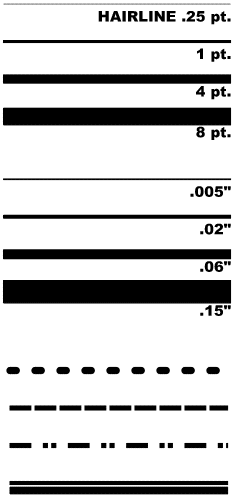 HAIRLINE .25 pt.
1 pt.
4 pt.
8 pt.
.005"
.02"
.06"
.15"